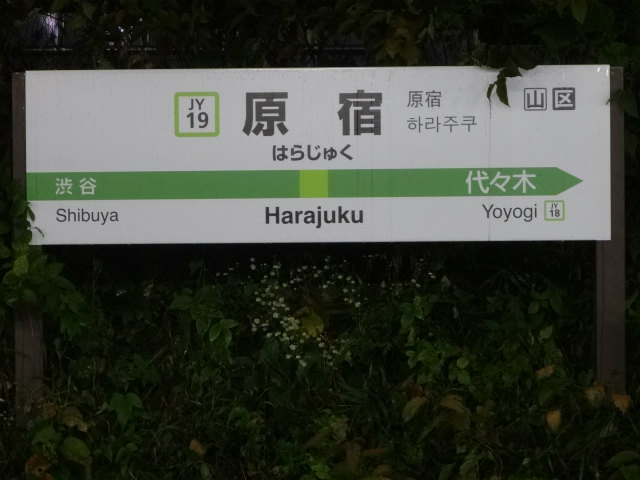 JY
19
原宿
原宿
하라주쿠
山区
はらじゅく
渋谷
代々木
Shibuya
Harajuku
Yoyogi
JY
18